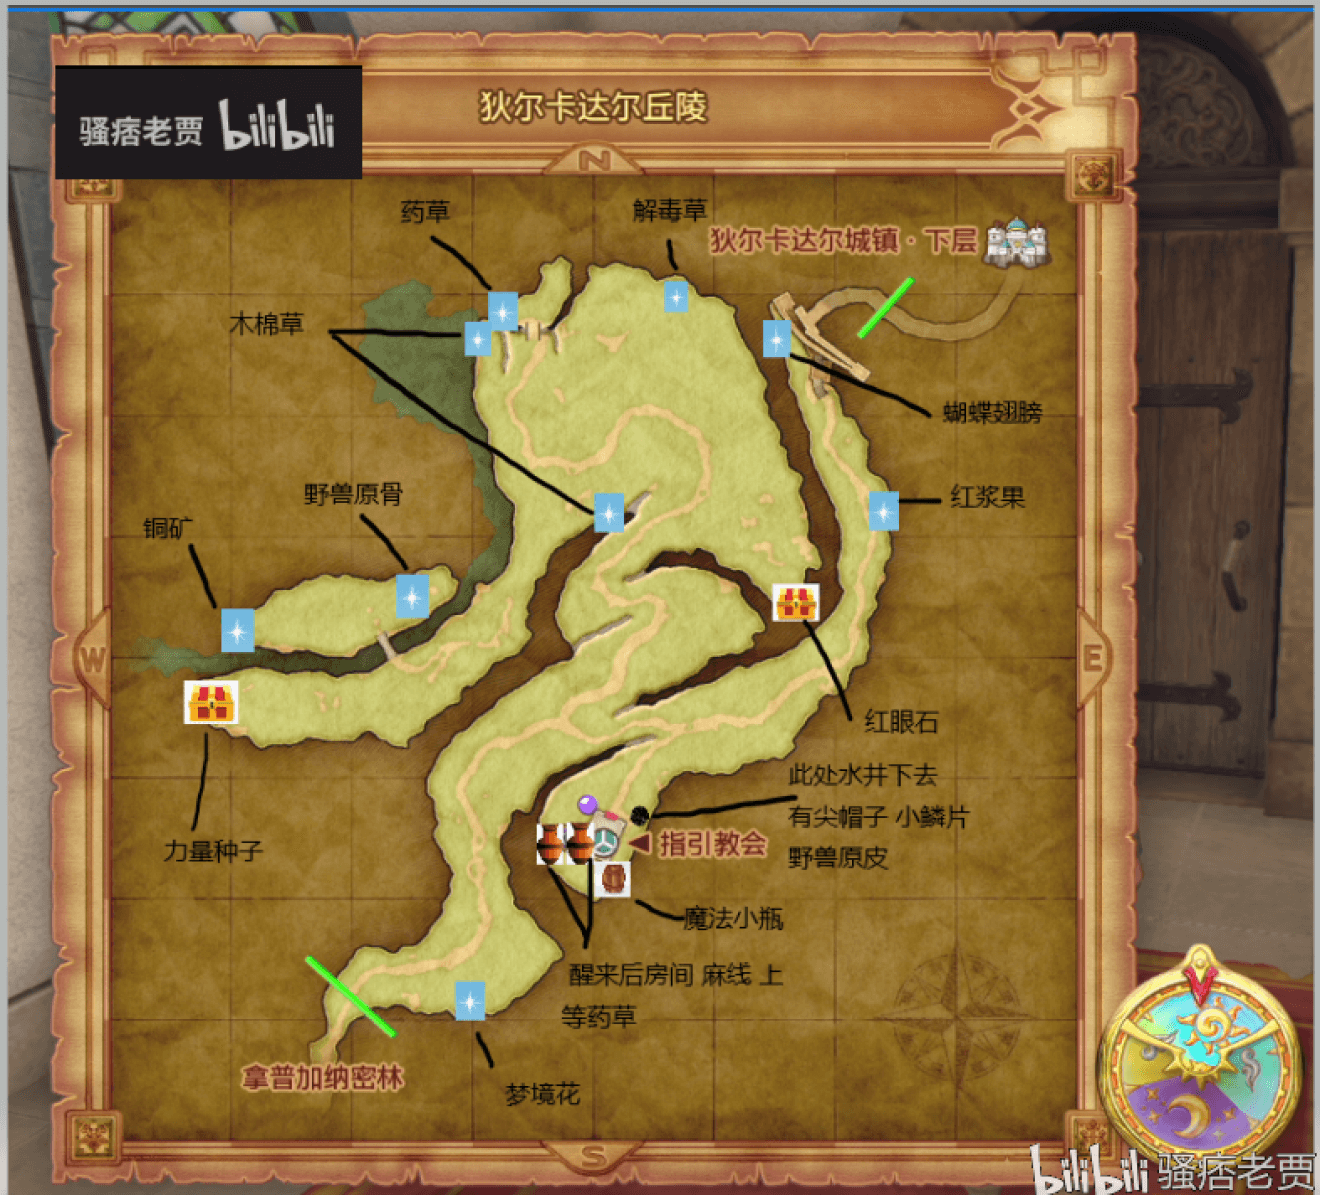 狄尔卡达尔丘陵
骚痞老贾 bilibili
N
药草
解毒草
狄尔卡达尔城镇·下层
木棉草
蝴蝶翅膀
野兽原骨
红浆果
铜矿
W
E
红眼石
此处水井下去
有尖帽子 小鳞片
野兽原皮
指引教会
力量种子
魔法小瓶
醒来后房间 麻线 上
等药草
拿普加纳密林
梦境花
S
bilibili 骚痞老贾